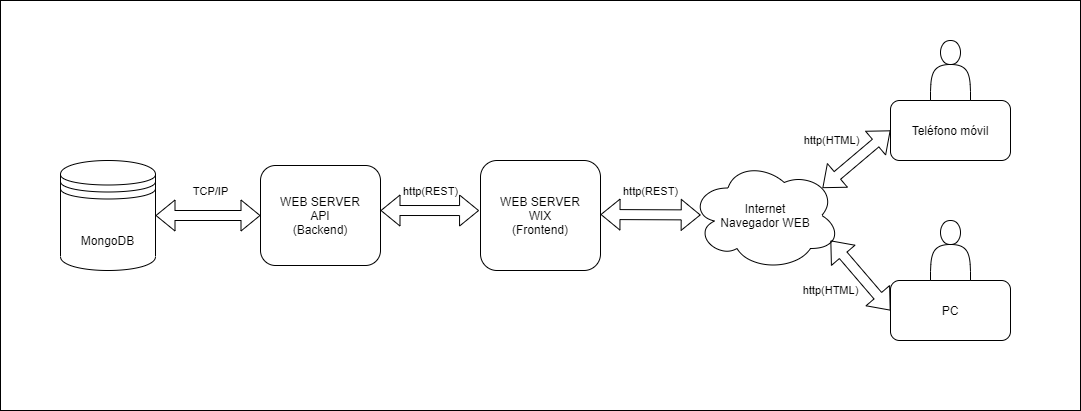 MongoDB
TCP/IP
WEB SERVER
API
(Backend)
http(REST)
WEB SERVER
WIX
(Frontend)
http(REST)
Internet
Navegador WEB
http(HTML)
Teléfono móvil
http(HTML)
PC